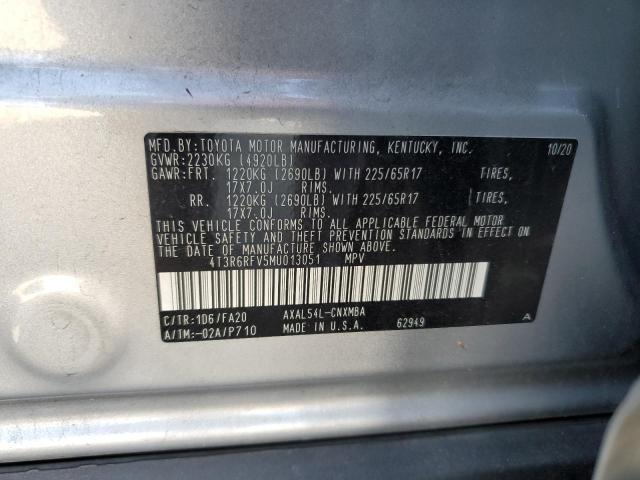 MFD.BY:TOYOTA MOTOR MANUFACTURING, KENTUCKY, INC. 10/20
GVWR:2230KG (4920LB)
GAWR:FRT. 1220KG (2690LB) WITH 225/65R17 TIRES,
17X7.0J RIMS.
RR. 1220KG (2690LB) WITH 225/65R17 TIRES,
17X7.0J RIMS.
THIS VEHICLE CONFORMS TO ALL APPLICABLE FEDERAL MOTOR
VEHICLE SAFETY AND THEFT PREVENTION STANDARDS IN EFFECT ON
THE DATE OF MANUFACTURE SHOWN ABOVE.
4T3R6RFV5MU013051 MPV
C/TR:1D6/FA20 AXAL54L-CNXMBA
A/TM:-02A/P710 MADE IN U.S.A. 62949 A